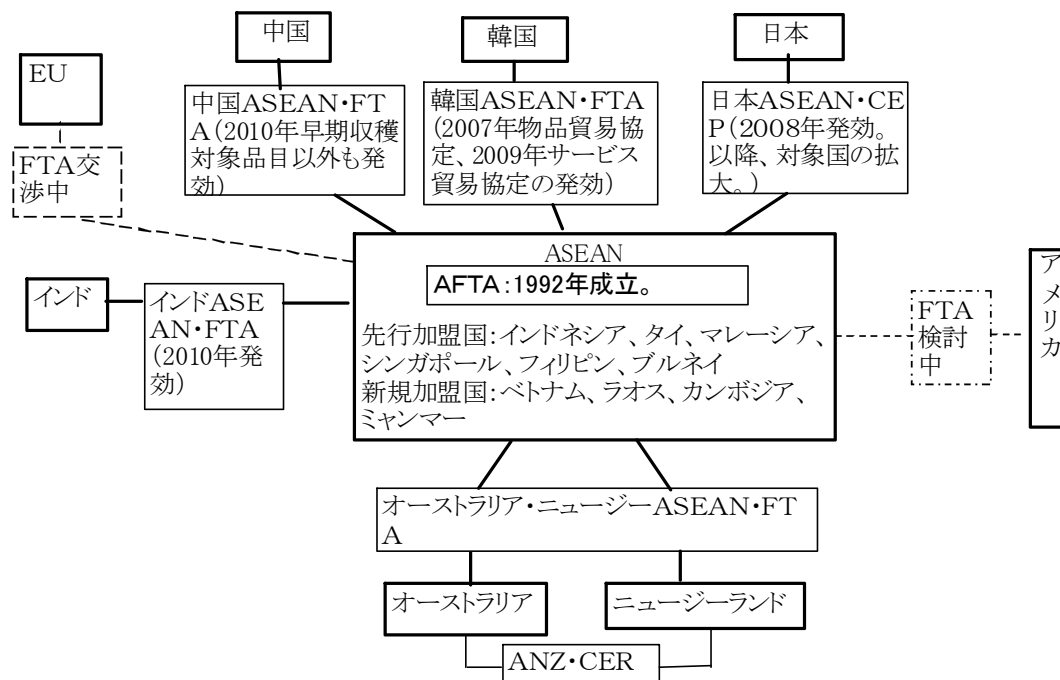 中国
韓国
日本
EU
中国ASEAN・FT
A(2010年早期収穫
対象品目以外も発
効)
韓国ASEAN・FTA
(2007年物品貿易協
定、2009年サービス
貿易協定の発効)
日本ASEAN・CE
P(2008年発効。
以降、対象国の拡
大。)
FTA交
渉中
ASEAN
AFTA:1992年成立。
先行加盟国:インドネシア、タイ、マレーシア、
シンガポール、フィリピン、ブルネイ
新規加盟国:ベトナム、ラオス、カンボジア、
ミャンマー
インド
インドASE
AN・FTA
(2010年発
効)
FTA
検討
中
アメリカ
オーストラリア・ニュージーASEAN・FT
A
オーストラリア
ニュージーランド
ANZ・CER